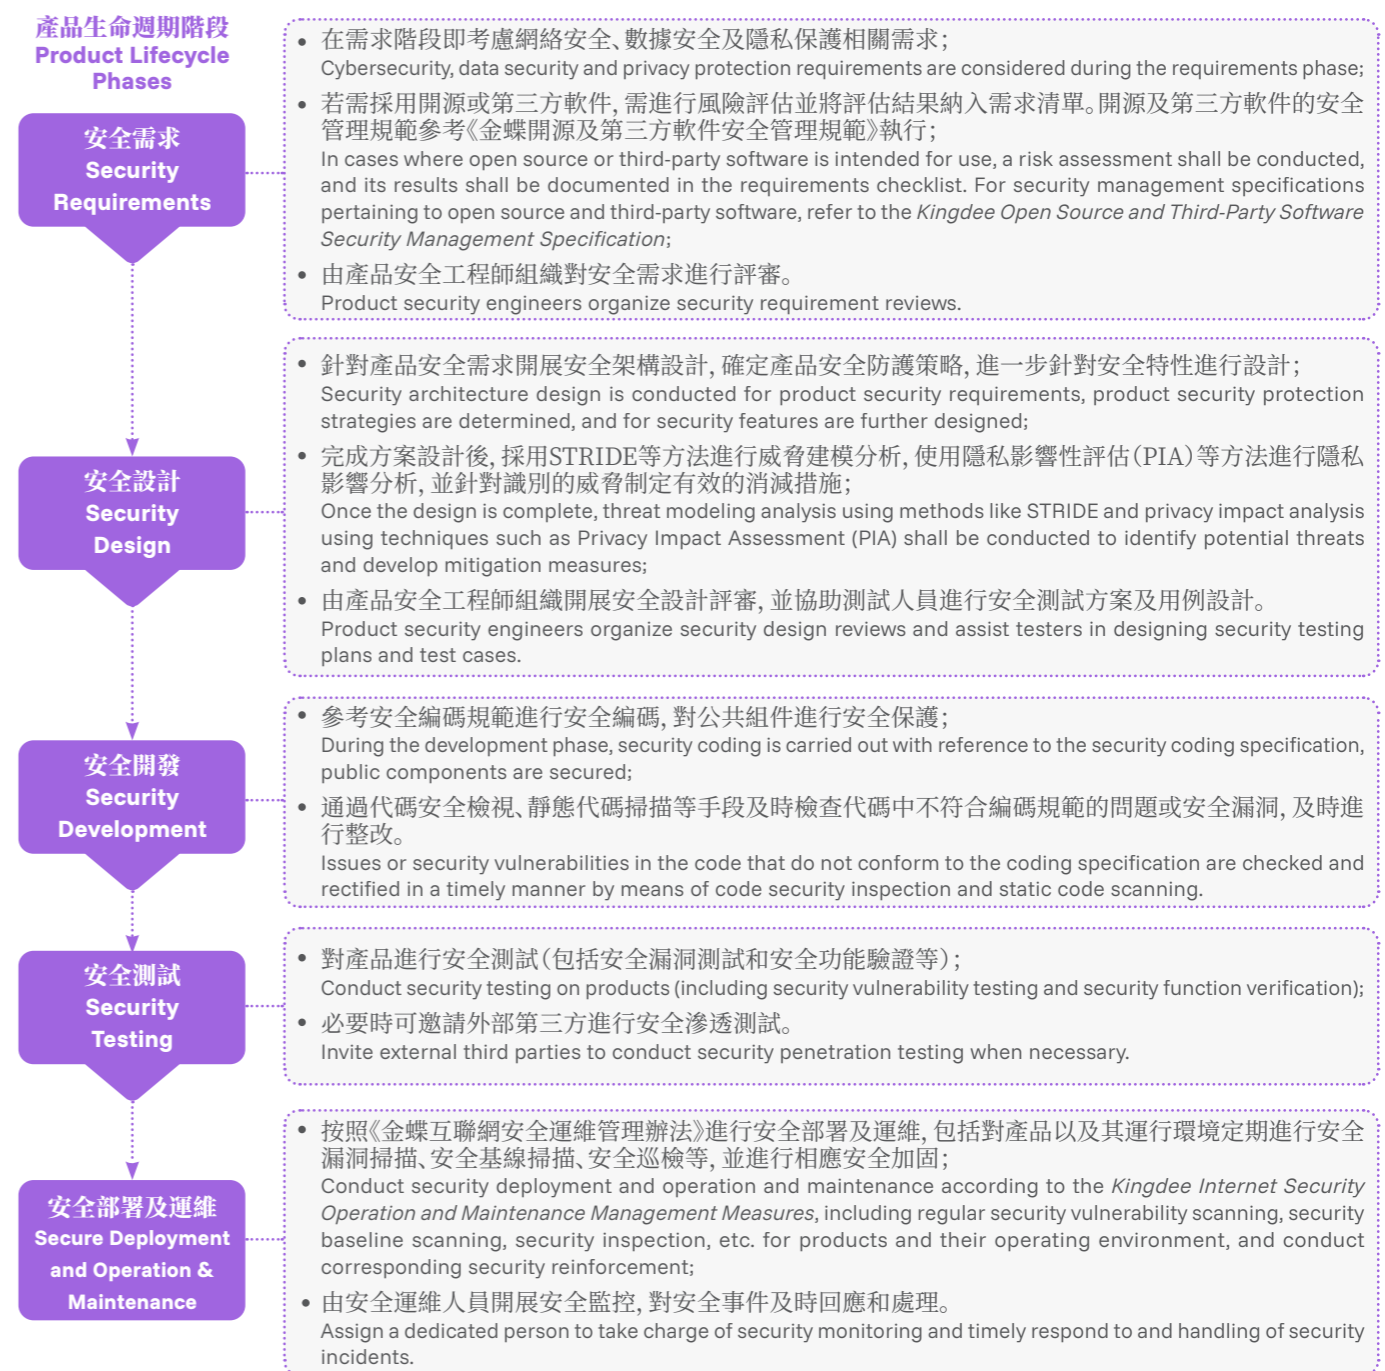 產品生命週期階段
Product Lifecycle
Phases
安全需求
Security
Requirements
• 在需求階段即考慮網絡安全、數據安全及隱私保護相關需求；
Cybersecurity, data security and privacy protection requirements are considered during the requirements phase;
• 若需採用開源或第三方軟件，需進行風險評估並將評估結果納入需求清單。開源及第三方軟件的安全
管理規範參考《金蝶開源及第三方軟件安全管理規範》執行；
In cases where open source or third-party software is intended for use, a risk assessment shall be conducted,
and its results shall be documented in the requirements checklist. For security management specifications
pertaining to open source and third-party software, refer to the Kingdee Open Source and Third-Party Software
Security Management Specification;
• 由產品安全工程師組織對安全需求進行評審。
Product security engineers organize security requirement reviews.
安全設計
Security
Design
• 針對產品安全需求開展安全架構設計，確定產品安全防護策略，進一步針對安全特性進行設計；
Security architecture design is conducted for product security requirements, product security protection
strategies are determined, and for security features are further designed;
• 完成方案設計後，採用STRIDE等方法進行威脅建模分析，使用隱私影響性評估（PIA）等方法進行隱私
影響分析，並針對識別的威脅制定有效的消減措施；
Once the design is complete, threat modeling analysis using methods like STRIDE and privacy impact analysis
using techniques such as Privacy Impact Assessment (PIA) shall be conducted to identify potential threats
and develop mitigation measures;
• 由產品安全工程師組織開展安全設計評審，並協助測試人員進行安全測試方案及用例設計。
Product security engineers organize security design reviews and assist testers in designing security testing
plans and test cases.
安全開發
Security
Development
• 參考安全編碼規範進行安全編碼，對公共組件進行安全保護；
During the development phase, security coding is carried out with reference to the security coding specification,
public components are secured;
• 通過代碼安全檢視、靜態代碼掃描等手段及時檢查代碼中不符合編碼規範的問題或安全漏洞，及時進
行整改。
Issues or security vulnerabilities in the code that do not conform to the coding specification are checked and
rectified in a timely manner by means of code security inspection and static code scanning.
安全測試
Security
Testing
• 對產品進行安全測試（包括安全漏洞測試和安全功能驗證等）；
Conduct security testing on products (including security vulnerability testing and security function verification);
• 必要時可邀請外部第三方進行安全滲透測試。
Invite external third parties to conduct security penetration testing when necessary.
安全部署及運維
Secure Deployment
and Operation &
Maintenance
• 按照《金蝶互聯網安全運維管理辦法》進行安全部署及運維，包括對產品以及其運行環境定期進行安全
漏洞掃描、安全基線掃描、安全巡檢等，並進行相應安全加固；
Conduct security deployment and operation and maintenance according to the Kingdee Internet Security
Operation and Maintenance Management Measures, including regular security vulnerability scanning, security
baseline scanning, security inspection, etc. for products and their operating environment, and conduct
corresponding security reinforcement;
• 由安全運維人員開展安全監控，對安全事件及時回應和處理。
Assign a dedicated person to take charge of security monitoring and timely respond to and handling of security
incidents.